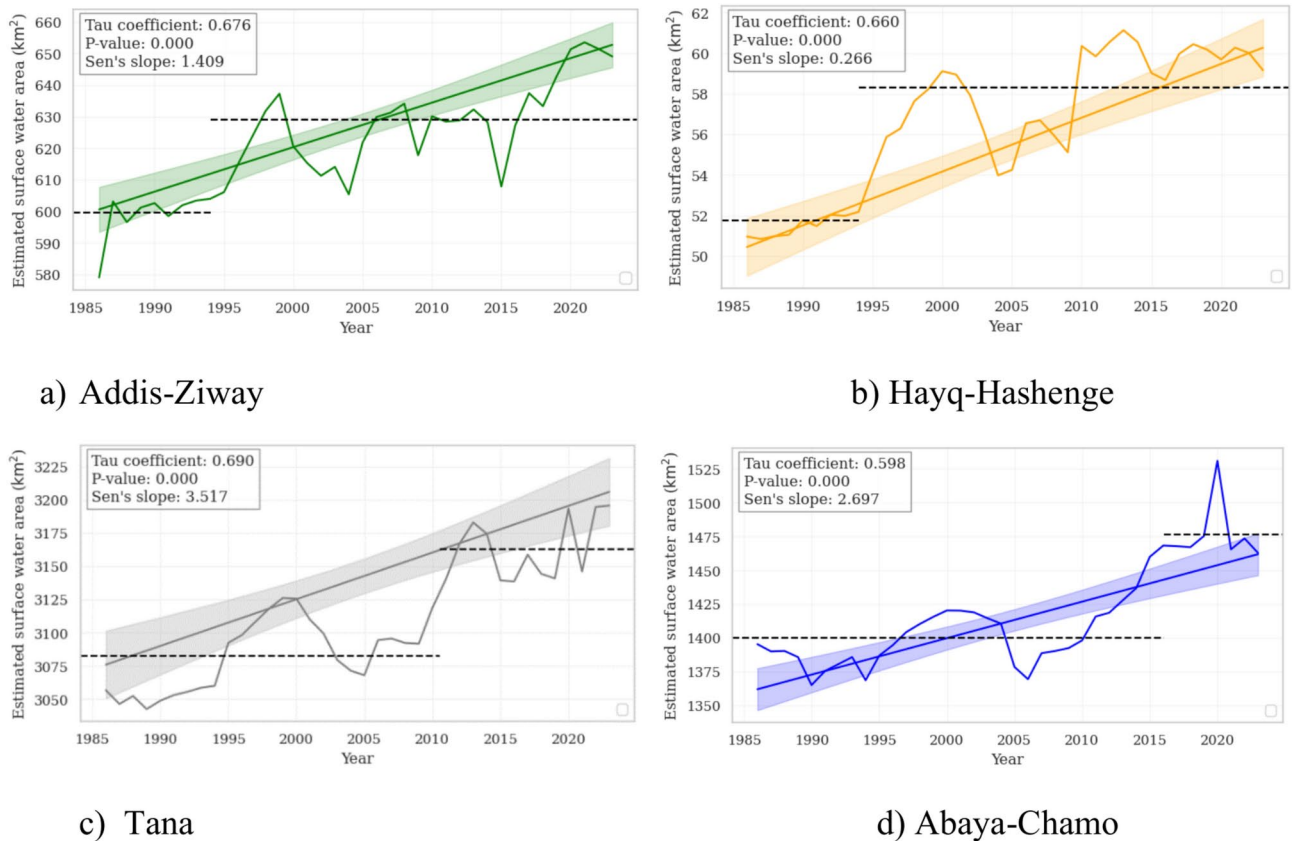 Tau coefficient: 0.676
P-value: 0.000
Sen's slope: 1.409
Estimated surface water area (km²)
660
650
640
630
620
610
600
590
580
1985 1990 1995 2000 2005 2010 2015 2020
Year
a) Addis-Ziway
Tau coefficient: 0.660
P-value: 0.000
Sen's slope: 0.266
Estimated surface water area (km²)
62
60
58
56
54
52
50
1985 1990 1995 2000 2005 2010 2015 2020
Year
b) Hayq-Hashenge
Tau coefficient: 0.690
P-value: 0.000
Sen's slope: 3.517
Estimated surface water area (km²)
3225
3200
3175
3150
3125
3100
3075
3050
1985 1990 1995 2000 2005 2010 2015 2020
Year
c) Tana
Tau coefficient: 0.598
P-value: 0.000
Sen's slope: 2.697
Estimated surface water area (km²)
1525
1500
1475
1450
1425
1400
1375
1350
1985 1990 1995 2000 2005 2010 2015 2020
Year
d) Abaya-Chamo